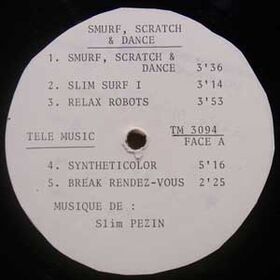 SMURF, SCRATCH
& DANCE
1. SMURF, SCRATCH &
DANCE 3'36
2. SLIM SURF I 3'14
3. RELAX ROBOTS 3'53
TELE MUSIC TM 3094
FACE A
4. SYNTHETICOLOR 5'16
5. BREAK RENDEZ-VOUS 2'25
MUSIQUE DE :
Slim PEZIN